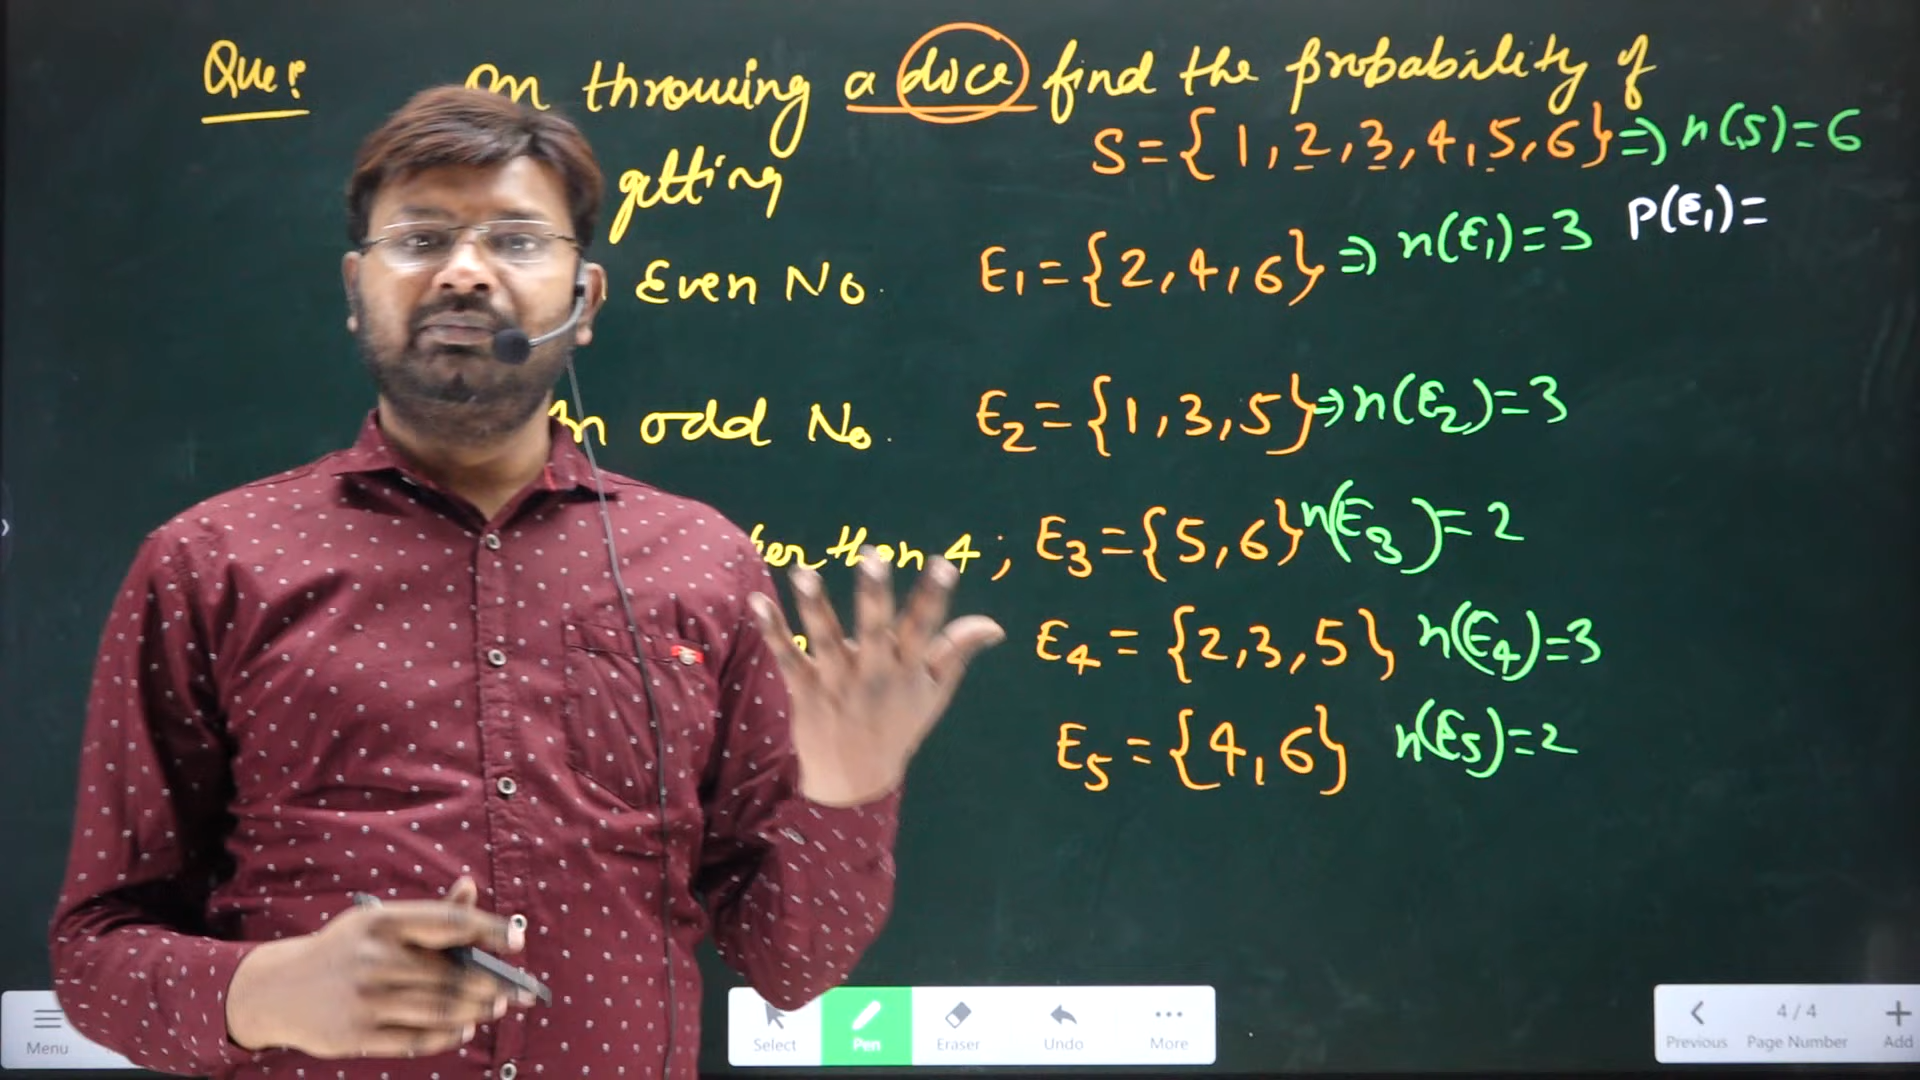 Que: On throwing a dice find the probability of
getting
S = { 1, 2, 3, 4, 5, 6 } ⇒ n(S) = 6
P(E₁) =
Even No. E₁ = {2, 4, 6} ⇒ n(E₁) = 3
An odd No. E₂ = {1, 3, 5} ⇒ n(E₂) = 3
than 4 ; E₃ = {5, 6} n(E₃) = 2
E₄ = {2, 3, 5} n(E₄) = 3
E₅ = {4, 6} n(E₅) = 2
Menu
Select Pen Eraser Undo More
Previous 4 / 4 Page Number Add